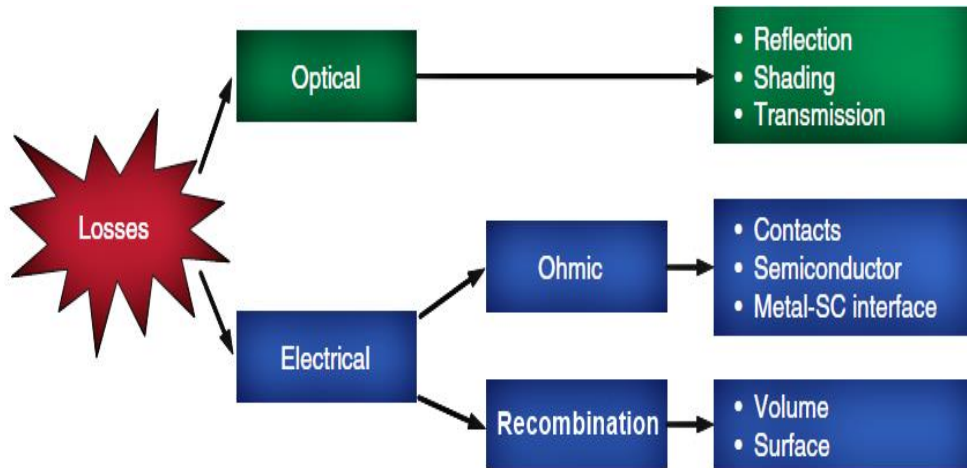 Losses
Optical
• Reflection
• Shading
• Transmission
Electrical
Ohmic
• Contacts
• Semiconductor
• Metal-SC interface
Recombination
• Volume
• Surface